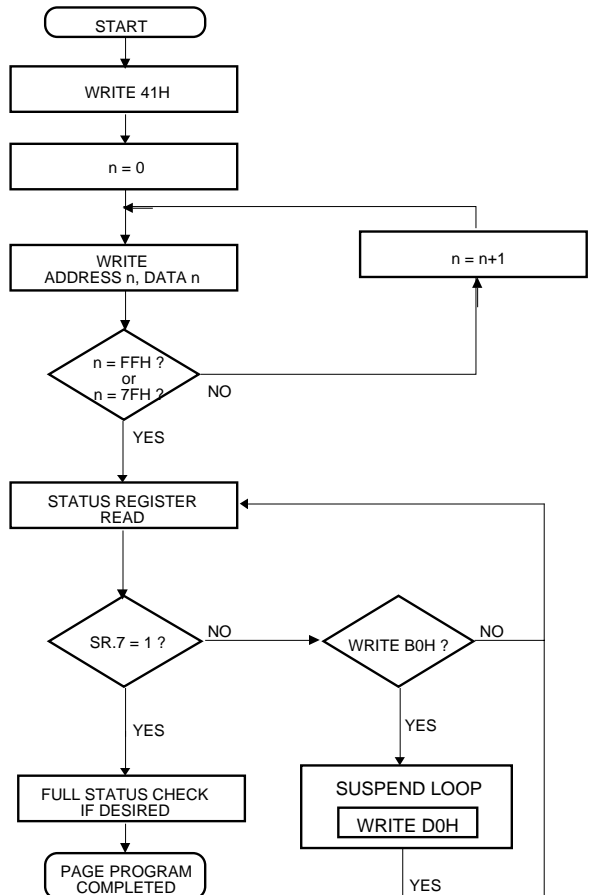 START
WRITE 41H
n = 0
WRITE
ADDRESS n, DATA n
n = n+1
n = FFH ?
or
n = 7FH ?
NO
YES
STATUS REGISTER
READ
SR.7 = 1 ?
NO
WRITE B0H ?
NO
YES
YES
FULL STATUS CHECK
IF DESIRED
SUSPEND LOOP
WRITE D0H
YES
PAGE PROGRAM
COMPLETED